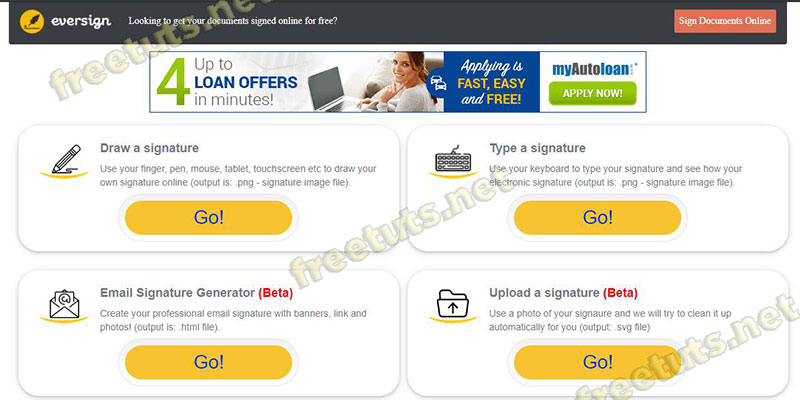 eversign
Looking to get your documents signed online for free?
Sign Documents Online
4 Up to
LOAN OFFERS
in minutes!
Applying is
FAST, EASY
and FREE!
myAutoloan
APPLY NOW!
Draw a signature
Use your finger, pen, mouse, tablet, touchscreen etc to draw your
own signature online (output is: .png - signature image file).
Go!
Type a signature
Use your keyboard to type your signature and see how your
electronic signature (output is: .png - signature image file).
Go!
Email Signature Generator (Beta)
Create your professional email signature with banners, link and
photos! (output is: .html file).
Go!
Upload a signature (Beta)
Use a photo of your signaure and we will try to clean it up
automatically for you (output: .svg file)
Go!
freetuts.net
freetuts.net
freetuts.net